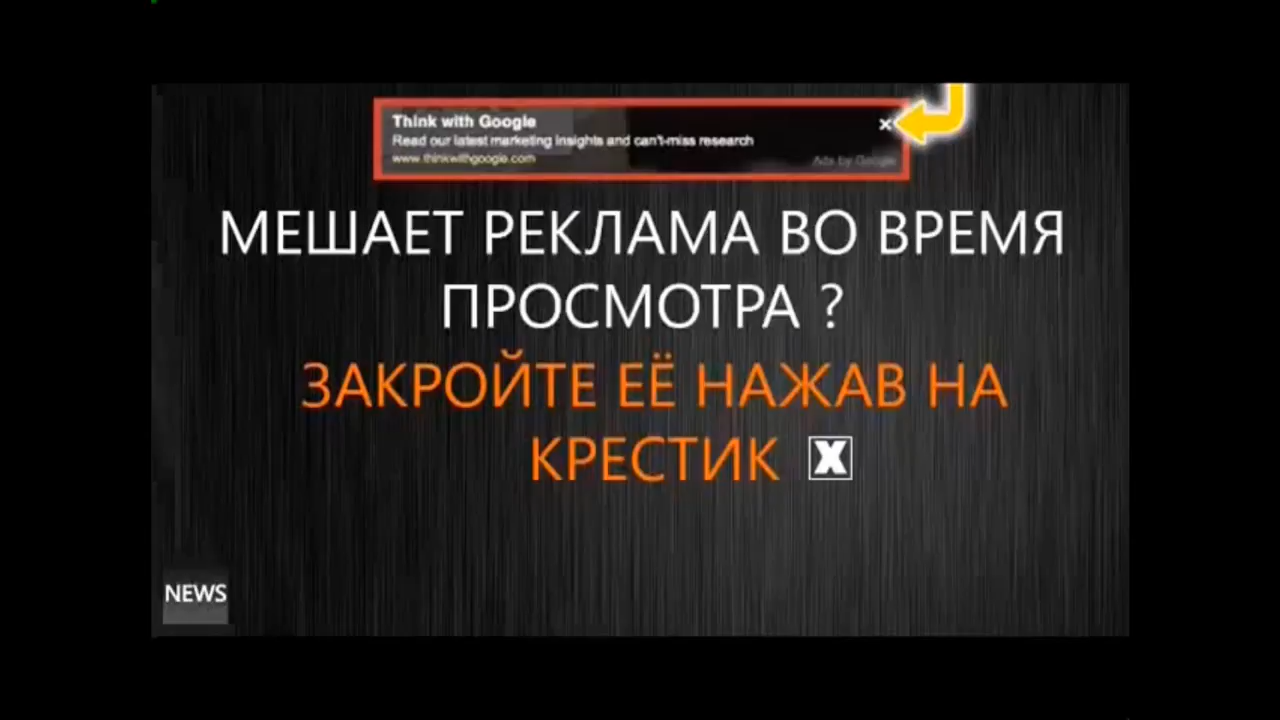 Think with Google
Read our latest marketing insights and can't-miss research
www.thinkwithgoogle.com
Ads by Google
МЕШАЕТ РЕКЛАМА ВО ВРЕМЯ
ПРОСМОТРА ?
ЗАКРОЙТЕ ЕЁ НАЖАВ НА
КРЕСТИК X
NEWS